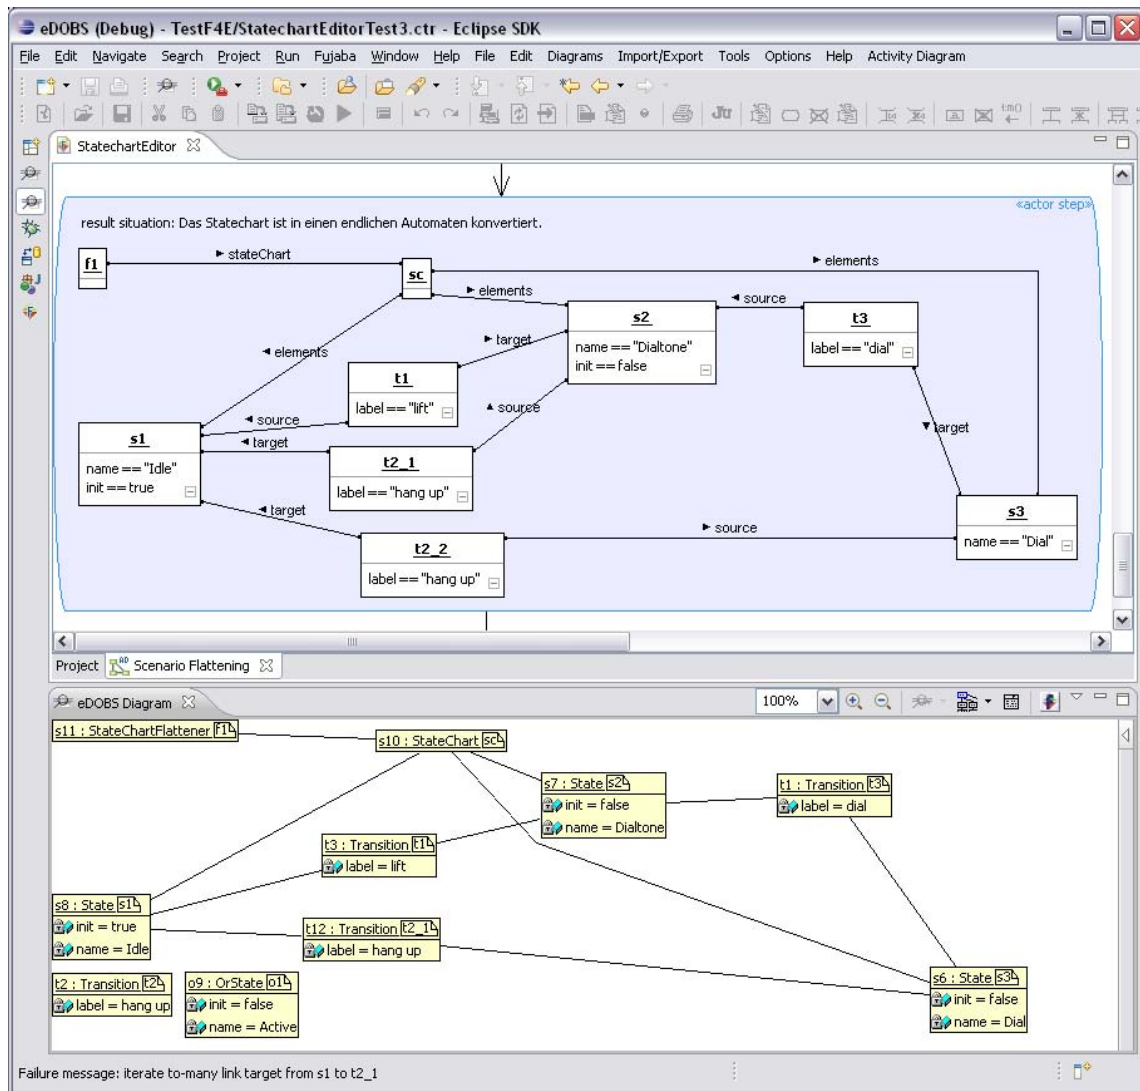 eDOBS (Debug) - TestF4E/StatechartEditorTest3.ctr - Eclipse SDK
File Edit Navigate Search Project Run Fujaba Window Help File Edit Diagrams Import/Export Tools Options Help Activity Diagram
StatechartEditor
«actor step»
result situation: Das Statechart ist in einen endlichen Automaten konvertiert.
f1
► stateChart
sc
► elements
► elements
s2
name == "Dialtone"
init == false
◄ source
t3
label == "dial"
► target
◄ elements
t1
label == "lift"
▲ source
◄ source
▼ target
s1
name == "Idle"
init == true
◄ target
t2_1
label == "hang up"
◄ target
s3
name == "Dial"
► source
t2_2
label == "hang up"
Project Scenario Flattening
eDOBS Diagram 100%
s11 : StateChartFlattener f1
s10 : StateChart sc
s7 : State s2
init = false
name = Dialtone
t1 : Transition t3
label = dial
t3 : Transition t1
label = lift
s8 : State s1
init = true
name = Idle
t12 : Transition t2_1
label = hang up
t2 : Transition t2
label = hang up
o9 : OrState o1
init = false
name = Active
s6 : State s3
init = false
name = Dial
Failure message: iterate to-many link target from s1 to t2_1